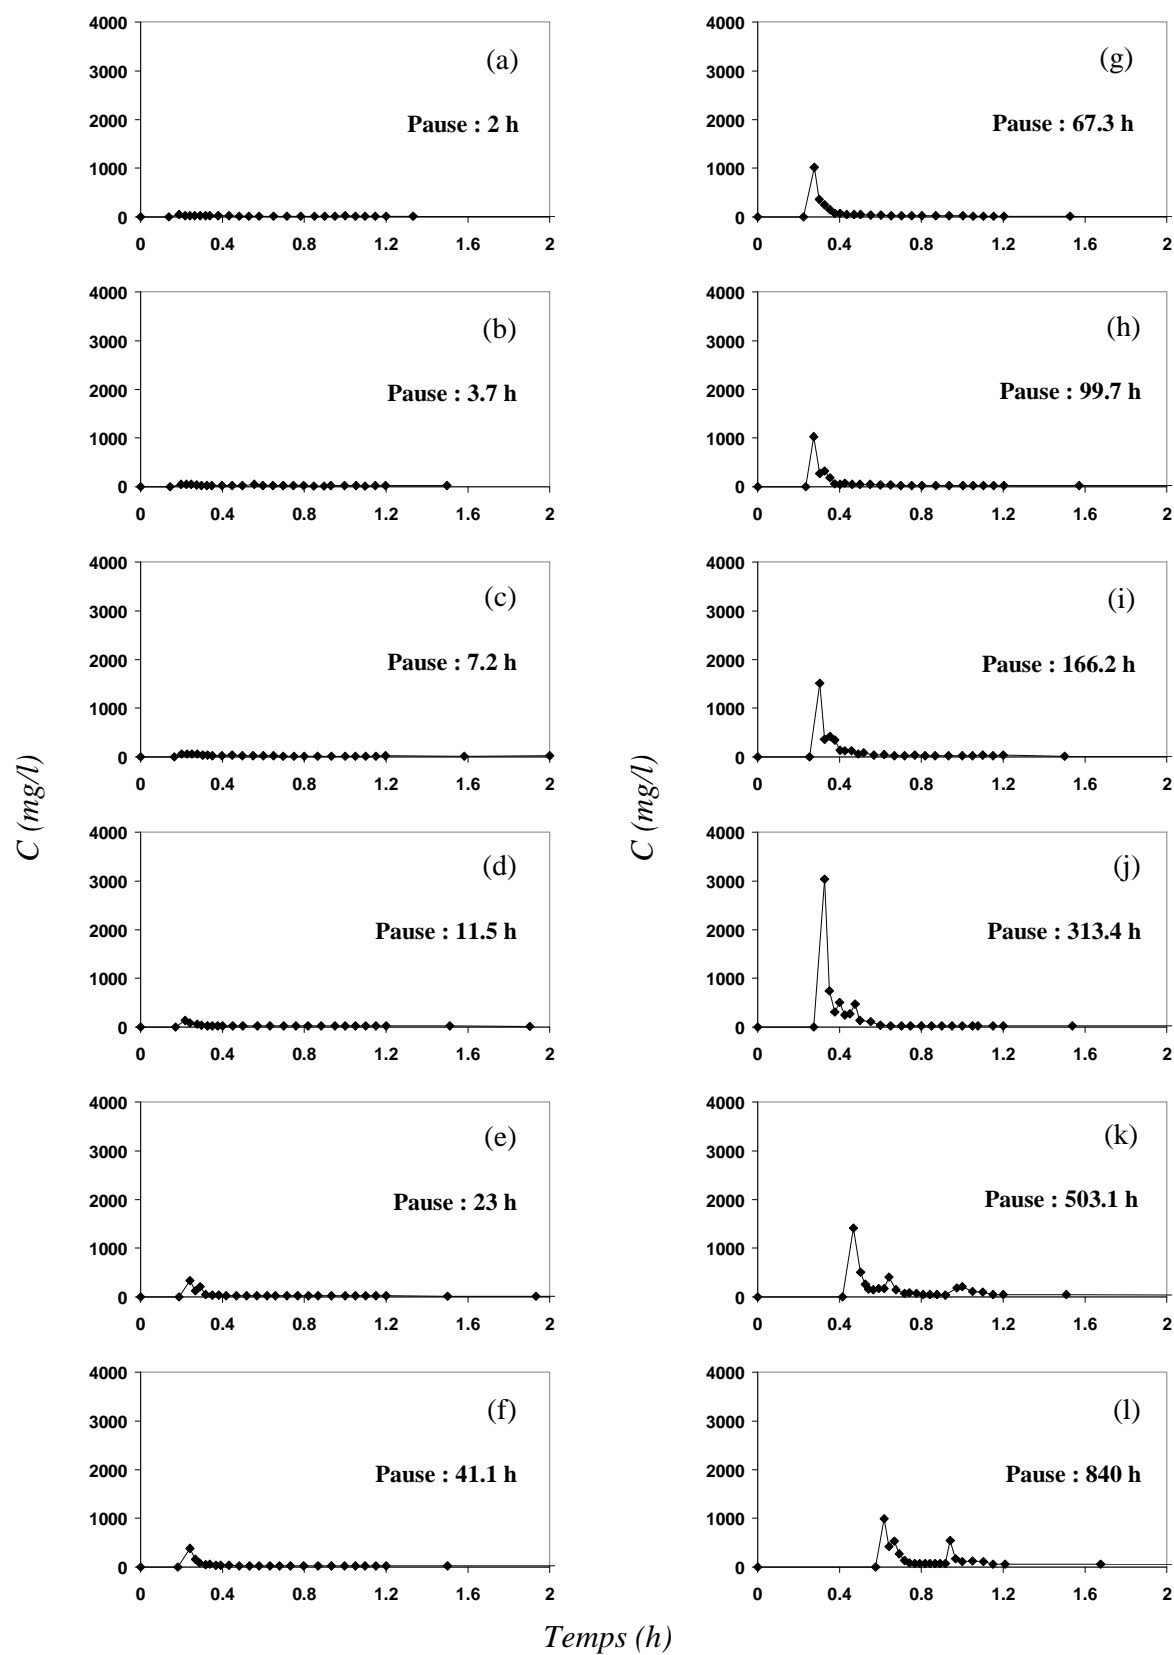 4000
3000
2000
1000
0
0 0.4 0.8 1.2 1.6 2
(a)
Pause : 2 h
4000
3000
2000
1000
0
0 0.4 0.8 1.2 1.6 2
(b)
Pause : 3.7 h
4000
3000
2000
1000
0
0 0.4 0.8 1.2 1.6 2
(c)
Pause : 7.2 h
4000
3000
2000
1000
0
0 0.4 0.8 1.2 1.6 2
(d)
Pause : 11.5 h
4000
3000
2000
1000
0
0 0.4 0.8 1.2 1.6 2
(e)
Pause : 23 h
4000
3000
2000
1000
0
0 0.4 0.8 1.2 1.6 2
(f)
Pause : 41.1 h
C (mg/l)
4000
3000
2000
1000
0
0 0.4 0.8 1.2 1.6 2
(g)
Pause : 67.3 h
4000
3000
2000
1000
0
0 0.4 0.8 1.2 1.6 2
(h)
Pause : 99.7 h
4000
3000
2000
1000
0
0 0.4 0.8 1.2 1.6 2
(i)
Pause : 166.2 h
4000
3000
2000
1000
0
0 0.4 0.8 1.2 1.6 2
(j)
Pause : 313.4 h
4000
3000
2000
1000
0
0 0.4 0.8 1.2 1.6 2
(k)
Pause : 503.1 h
4000
3000
2000
1000
0
0 0.4 0.8 1.2 1.6 2
(l)
Pause : 840 h
C (mg/l)
Temps (h)